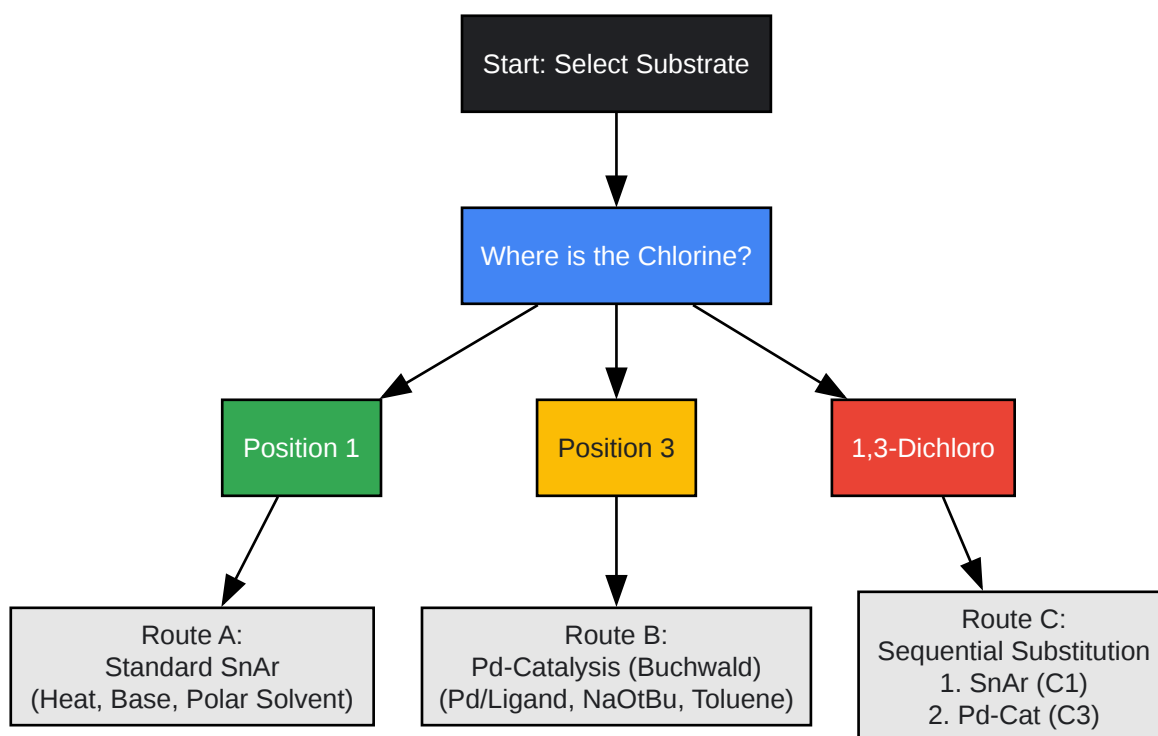 Start: Select Substrate
Where is the Chlorine?
Position 1
Position 3
1,3-Dichloro
Route A:
Standard SnAr
(Heat, Base, Polar Solvent)
Route B:
Pd-Catalysis (Buchwald)
(Pd/Ligand, NaOtBu, Toluene)
Route C:
Sequential Substitution
1. SnAr (C1)
2. Pd-Cat (C3)